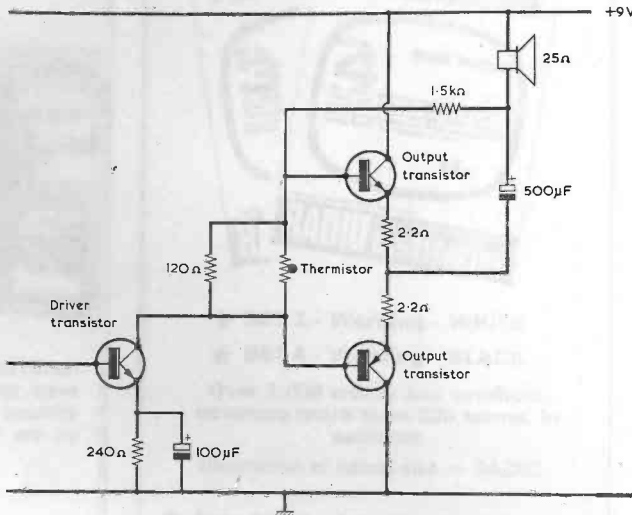 +9V
25Ω
1·5kΩ
Output
transistor
500μF
2·2Ω
120Ω
Thermistor
2·2Ω
Driver
transistor
Output
transistor
240Ω
100μF